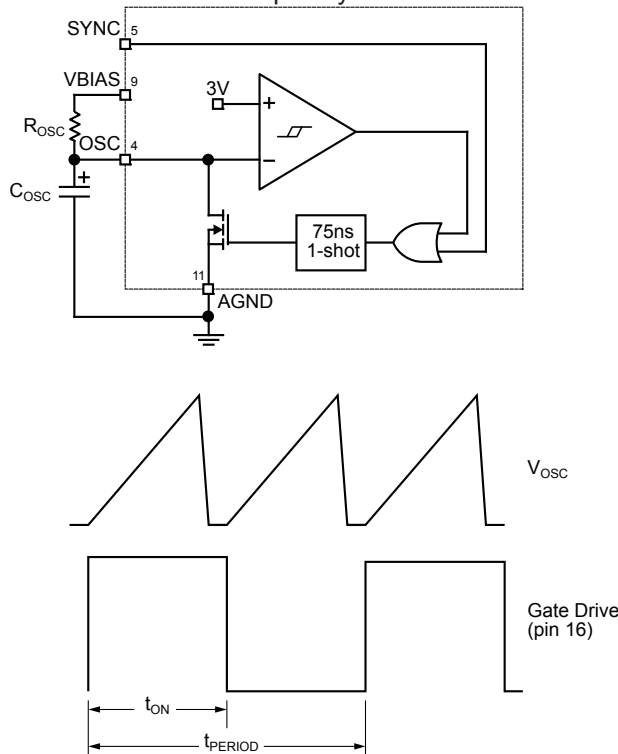 SYNC 5
VBIAS 9
3V
+
ROSC
OSC 4
−
+
COSC
75ns
1-shot
11
AGND
VOSC
Gate Drive
(pin 16)
tON
tPERIOD